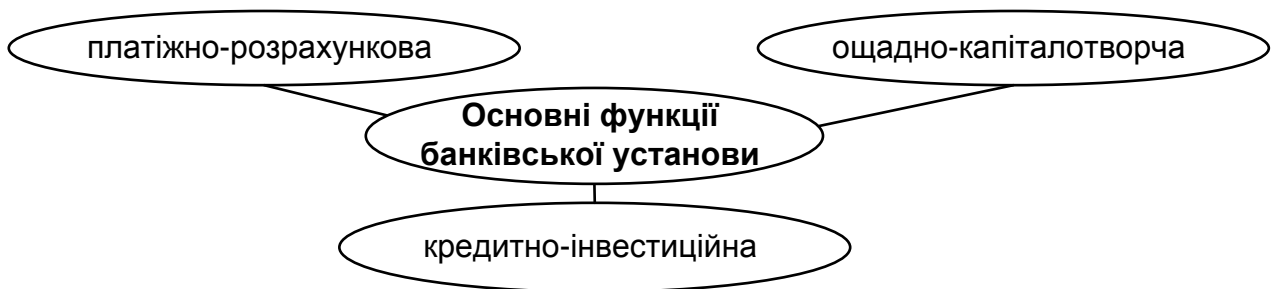 платіжно-розрахункова
ощадно-капіталотворча
Основні функції
банківської установи
кредитно-інвестиційна